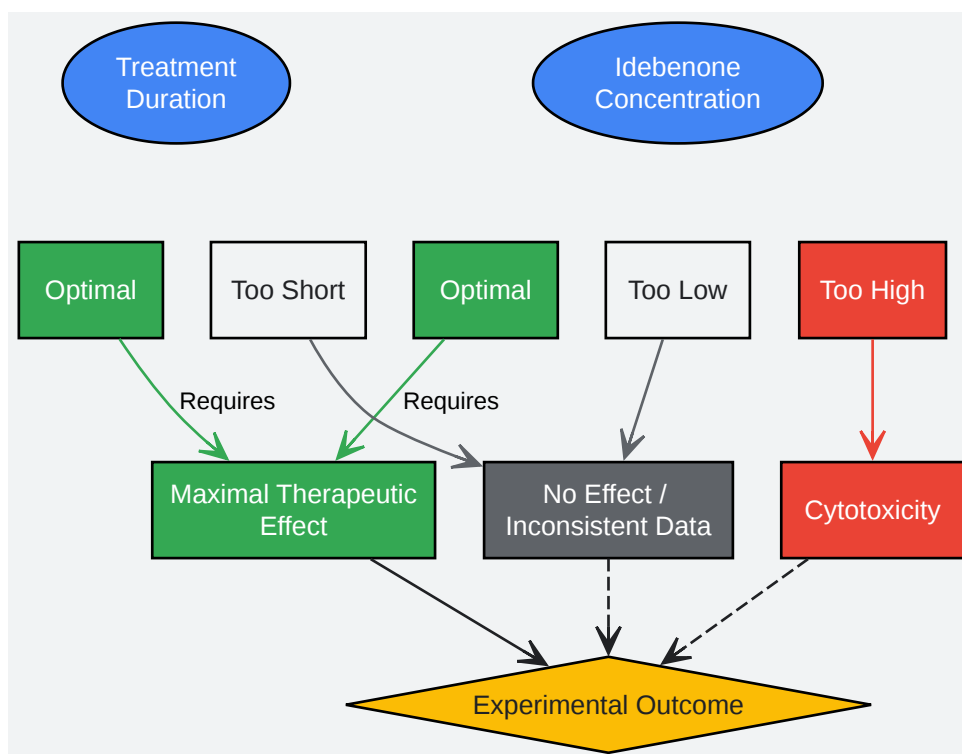 Treatment
Duration
Idebenone
Concentration
Optimal
Too Short
Optimal
Too Low
Too High
Requires
Requires
Maximal Therapeutic
Effect
No Effect /
Inconsistent Data
Cytotoxicity
Experimental Outcome